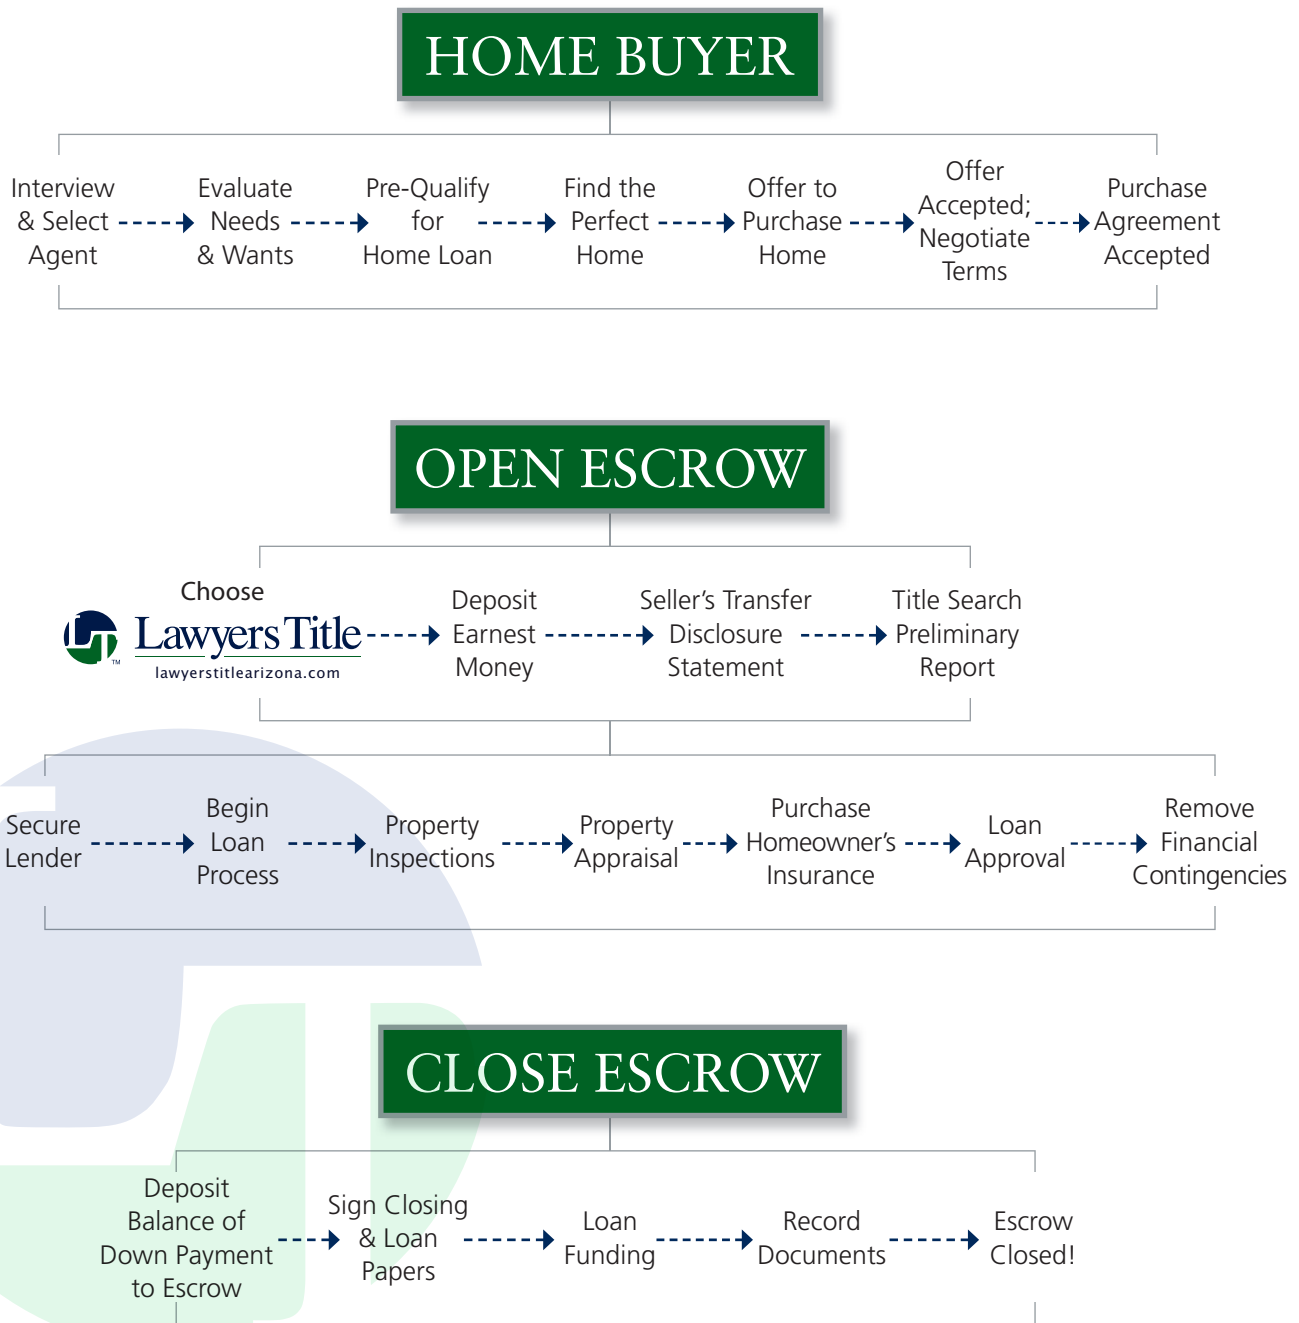 HOME BUYER
Interview
& Select
Agent
Evaluate
Needs
& Wants
Pre-Qualify
for
Home Loan
Find the
Perfect
Home
Offer to
Purchase
Home
Offer
Accepted;
Negotiate
Terms
Purchase
Agreement
Accepted
OPEN ESCROW
Choose
LT
TM
Lawyers Title
lawyerstitlearizona.com
Deposit
Earnest
Money
Seller's Transfer
Disclosure
Statement
Title Search
Preliminary
Report
Secure
Lender
Begin
Loan
Process
Property
Inspections
Property
Appraisal
Purchase
Homeowner's
Insurance
Loan
Approval
Remove
Financial
Contingencies
CLOSE ESCROW
Deposit
Balance of
Down Payment
to Escrow
Sign Closing
& Loan
Papers
Loan
Funding
Record
Documents
Escrow
Closed!